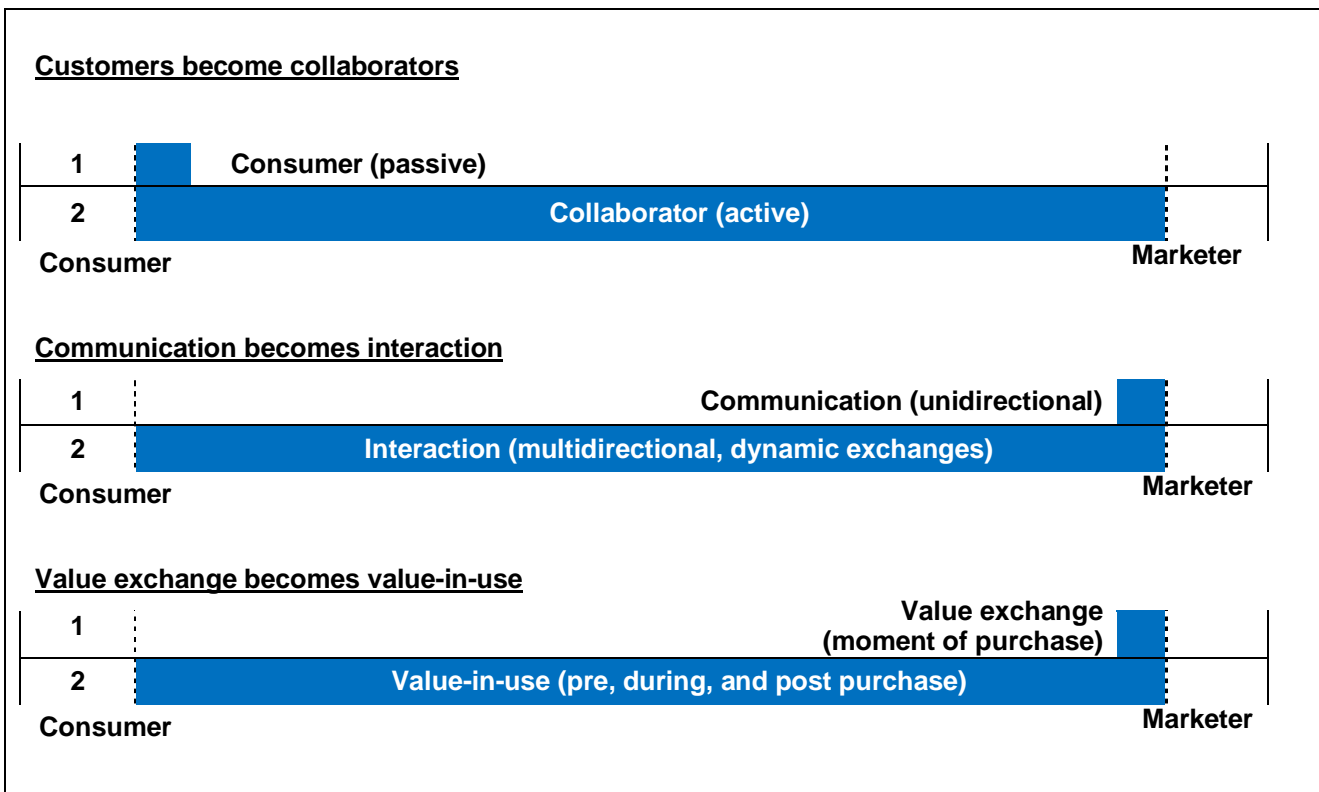 Customers become collaborators
1 Consumer (passive)
2 Collaborator (active)
Consumer Marketer
Communication becomes interaction
1 Communication (unidirectional)
2 Interaction (multidirectional, dynamic exchanges)
Consumer Marketer
Value exchange becomes value-in-use
1 Value exchange
(moment of purchase)
2 Value-in-use (pre, during, and post purchase)
Consumer Marketer